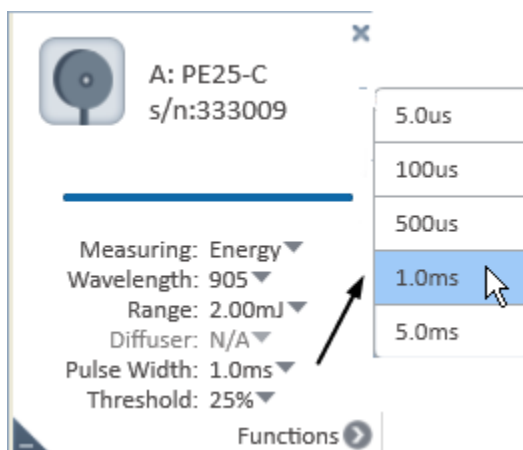 A: PE25-C
s/n:333009
Measuring: Energy
Wavelength: 905
Range: 2.00mJ
Diffuser: N/A
Pulse Width: 1.0ms
Threshold: 25%
Functions
5.0us
100us
500us
1.0ms
5.0ms